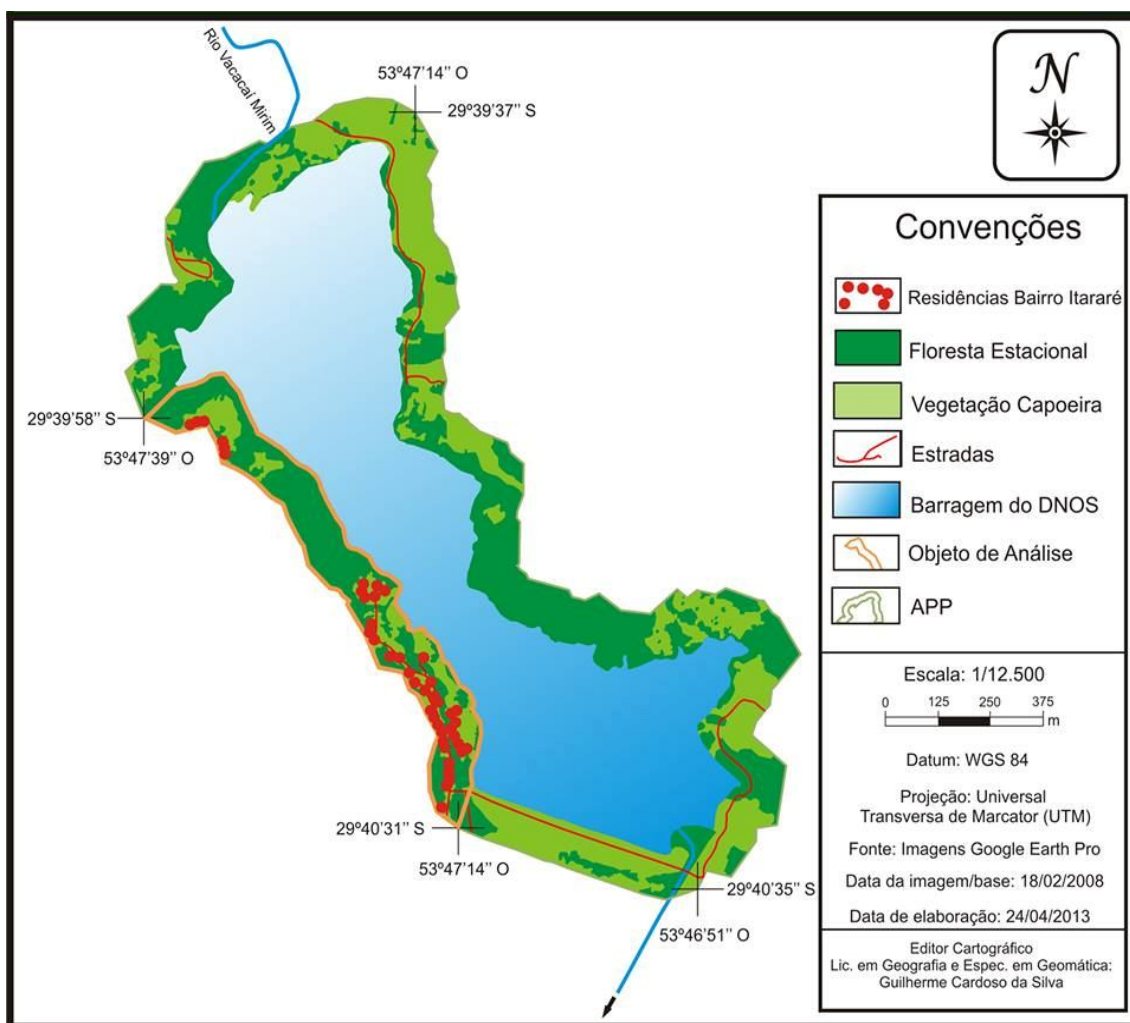 Rio Vacacaí Mirim
53º47'14'' O
29º39'37'' S
29º39'58'' S
53º47'39'' O
29º40'31'' S
53º47'14'' O
29º40'35'' S
53º46'51'' O
N
Convenções
Residências Bairro Itararé
Floresta Estacional
Vegetação Capoeira
Estradas
Barragem do DNOS
Objeto de Análise
APP
Escala: 1/12.500
0 125 250 375
m
Datum: WGS 84
Projeção: Universal
Transversa de Marcator (UTM)
Fonte: Imagens Google Earth Pro
Data da imagem/base: 18/02/2008
Data de elaboração: 24/04/2013
Editor Cartográfico
Lic. em Geografia e Espec. em Geomática:
Guilherme Cardoso da Silva